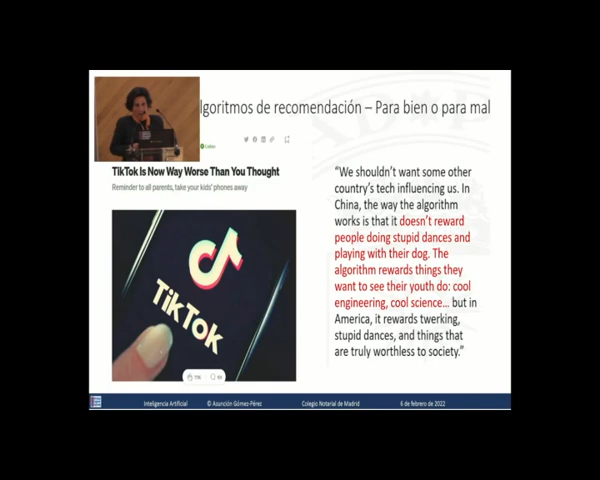 lgoritmos de recomendación – Para bien o para mal
Listen
TikTok Is Now Way Worse Than You Thought
Reminder to all parents, take your kids' phones away
TikTok
"We shouldn't want some other
country's tech influencing us. In
China, the way the algorithm
works is that it doesn't reward
people doing stupid dances and
playing with their dog. The
algorithm rewards things they
want to see their youth do: cool
engineering, cool science... but in
America, it rewards twerking,
stupid dances, and things that
are truly worthless to society."
Inteligencia Artificial © Asunción Gómez-Pérez Colegio Notarial de Madrid 6 de febrero de 2022